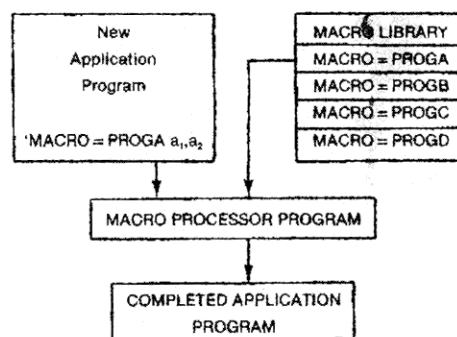 New
Application
Program
'MACRO = PROGA a₁,a₂
MACRO LIBRARY
MACRO = PROGA
MACRO = PROGB
MACRO = PROGC
MACRO = PROGD
MACRO PROCESSOR PROGRAM
COMPLETED APPLICATION
PROGRAM